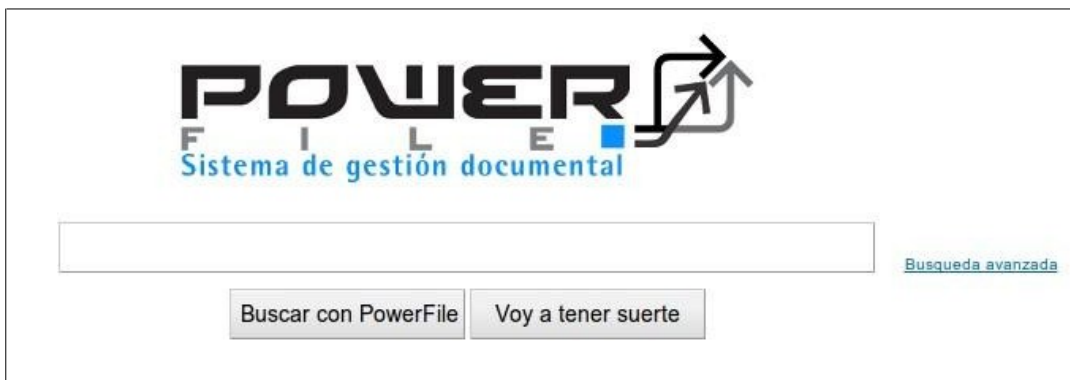 POWER
FILE
Sistema de gestión documental
Busqueda avanzada
Buscar con PowerFile
Voy a tener suerte